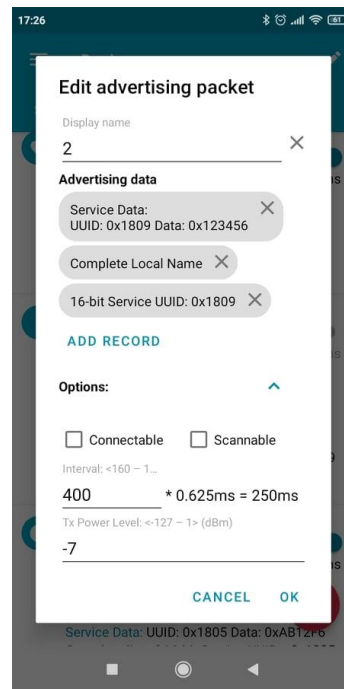 17:26
61
Edit advertising packet
Display name
2
Advertising data
Service Data:
UUID: 0x1809 Data: 0x123456
Complete Local Name
16-bit Service UUID: 0x1809
ADD RECORD
Options:
Connectable
Scannable
Interval: <160 – 1...
400 * 0.625ms = 250ms
Tx Power Level: <-127 – 1> (dBm)
-7
CANCEL OK
Service Data: UUID: 0x1805 Data: 0xAB12F6